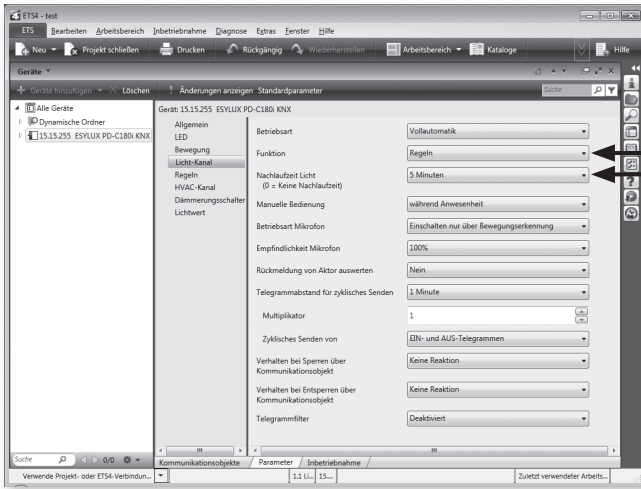 ETS4 - test
ETS Bearbeiten Arbeitsbereich Inbetriebnahme Diagnose Extras Fenster Hilfe
Neu Projekt schließen Drucken Rückgängig Wiederherstellen Arbeitsbereich Kataloge Hilfe
Geräte
Geräte hinzufügen Löschen Änderungen anzeigen Standardparameter Suche
Alle Geräte
Dynamische Ordner
15.15.255 ESYLUX PD-C180i KNX
Gerät: 15.15.255 ESYLUX PD-C180i KNX
Allgemein
LED
Bewegung
Licht-Kanal
Regeln
HVAC-Kanal
Dämmerungsschalter
Lichtwert
Betriebsart Vollautomatik
Funktion Regeln
Nachlaufzeit Licht 5 Minuten
(0 = Keine Nachlaufzeit)
Manuelle Bedienung während Anwesenheit
Betriebsart Mikrofon Einschalten nur über Bewegungserkennung
Empfindlichkeit Mikrofon 100%
Rückmeldung von Aktor auswerten Nein
Telegrammabstand für zyklisches Senden 1 Minute
Multiplikator 1
Zyklisches Senden von EIN- und AUS-Telegrammen
Verhalten bei Sperren über Keine Reaktion
Kommunikationsobjekt
Verhalten bei Entsperren über Keine Reaktion
Kommunikationsobjekt
Telegrammfilter Deaktiviert
Suche 0/0
Kommunikationsobjekte Parameter Inbetriebnahme
Verwende Projekt- oder ETS4-Verbindun... 1.1 Li... 15.... Zuletzt verwendeter Arbeits...